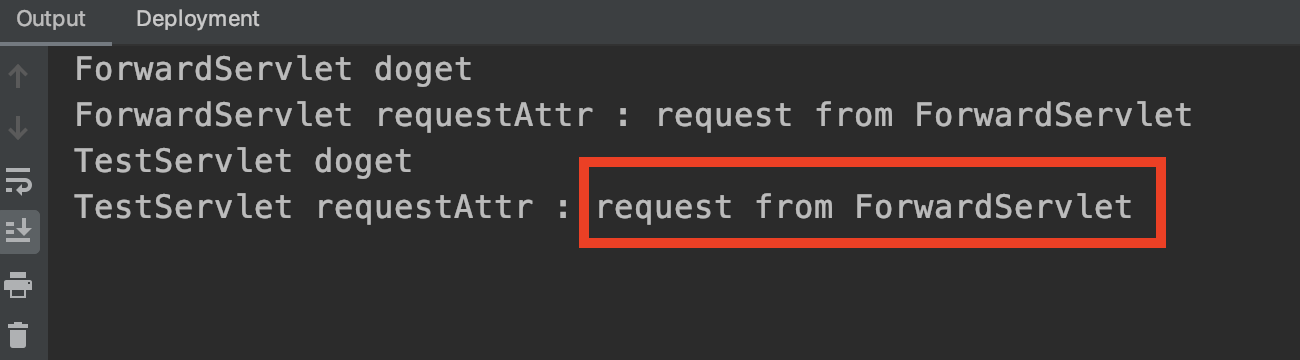 Output Deployment
ForwardServlet doget
ForwardServlet requestAttr : request from ForwardServlet
TestServlet doget
TestServlet requestAttr : request from ForwardServlet